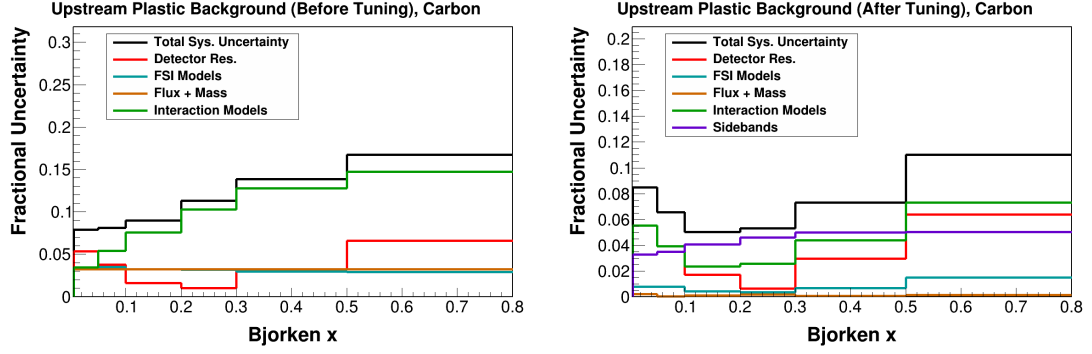 Upstream Plastic Background (Before Tuning), Carbon
Fractional Uncertainty
0.3
0.25
0.2
0.15
0.1
0.05
0
Total Sys. Uncertainty
Detector Res.
FSI Models
Flux + Mass
Interaction Models
0.1 0.2 0.3 0.4 0.5 0.6 0.7 0.8
Bjorken x
Upstream Plastic Background (After Tuning), Carbon
Fractional Uncertainty
0.2
0.18
0.16
0.14
0.12
0.1
0.08
0.06
0.04
0.02
0
Total Sys. Uncertainty
Detector Res.
FSI Models
Flux + Mass
Interaction Models
Sidebands
0.1 0.2 0.3 0.4 0.5 0.6 0.7 0.8
Bjorken x